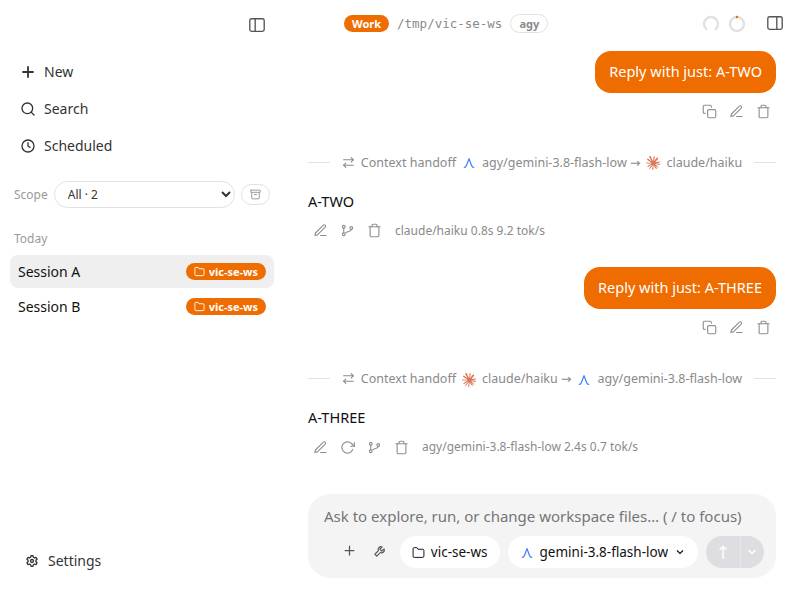 Work /tmp/vic-se-ws agy
New
Search
Scheduled
Scope All · 2
Today
Session A vic-se-ws
Session B vic-se-ws
Settings
Reply with just: A-TWO
Context handoff agy/gemini-3.8-flash-low → claude/haiku
A-TWO
claude/haiku 0.8s 9.2 tok/s
Reply with just: A-THREE
Context handoff claude/haiku → agy/gemini-3.8-flash-low
A-THREE
agy/gemini-3.8-flash-low 2.4s 0.7 tok/s
Ask to explore, run, or change workspace files... ( / to focus)
vic-se-ws gemini-3.8-flash-low